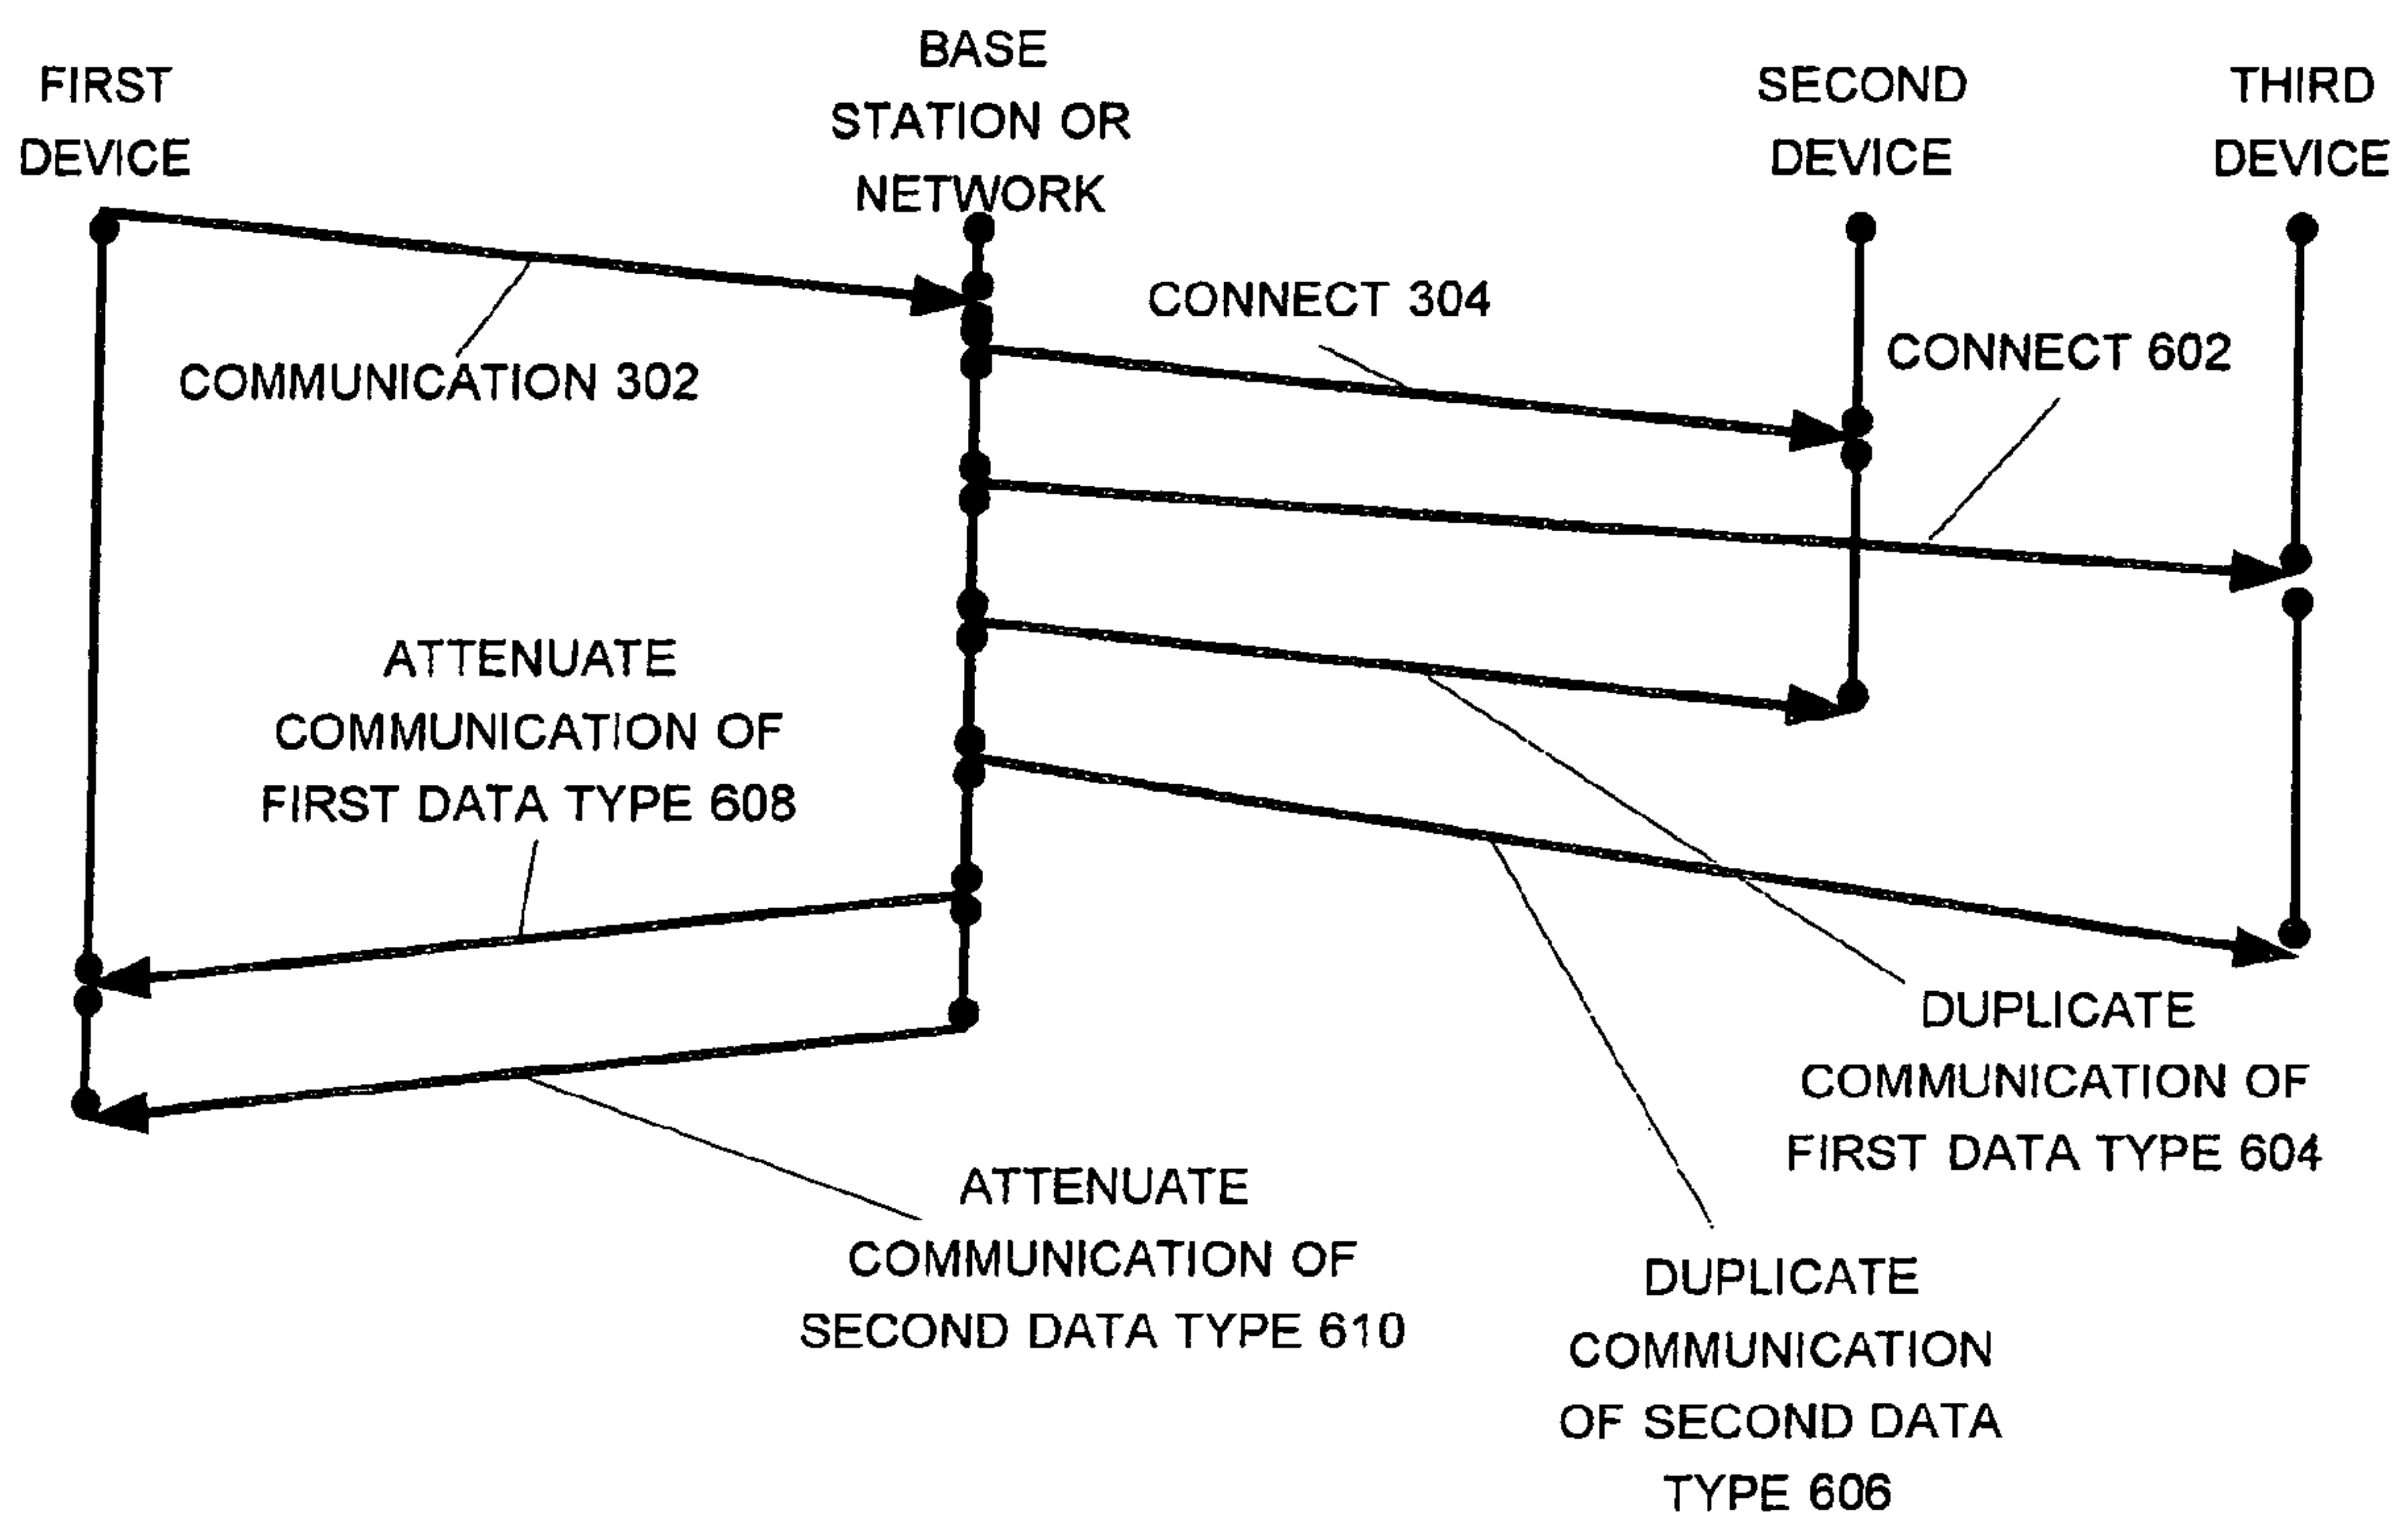 FIRST
DEVICE
BASE
STATION OR
NETWORK
SECOND
DEVICE
THIRD
DEVICE
CONNECT 304
CONNECT 602
COMMUNICATION 302
ATTENUATE
COMMUNICATION OF
FIRST DATA TYPE 608
DUPLICATE
COMMUNICATION OF
FIRST DATA TYPE 604
ATTENUATE
COMMUNICATION OF
SECOND DATA TYPE 610
DUPLICATE
COMMUNICATION
OF SECOND DATA
TYPE 606